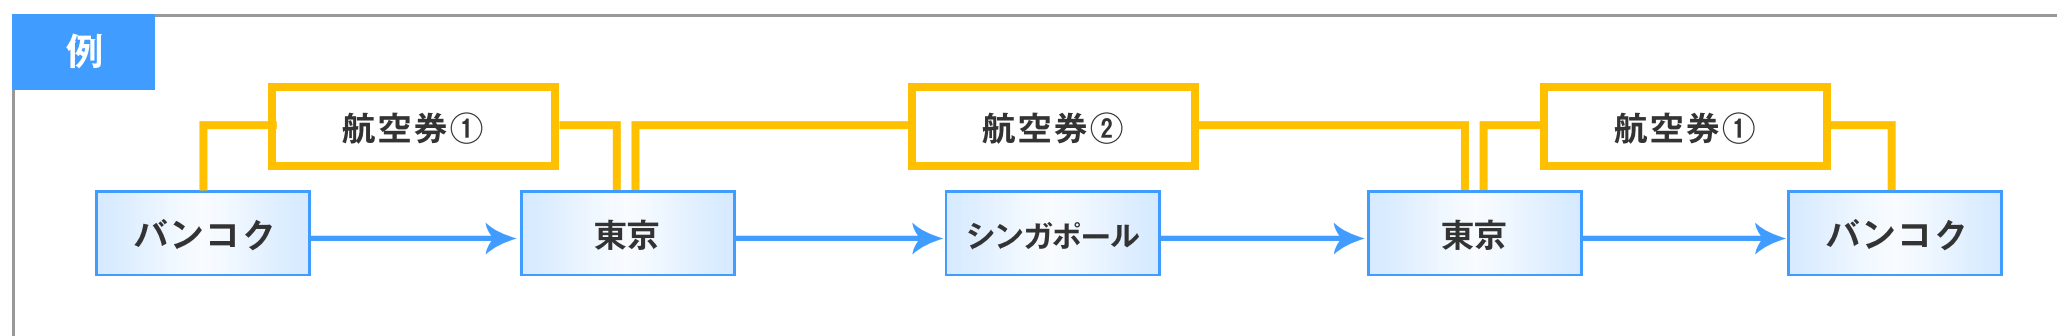 例
航空券①
航空券②
航空券①
バンコク
東京
シンガポール
東京
バンコク